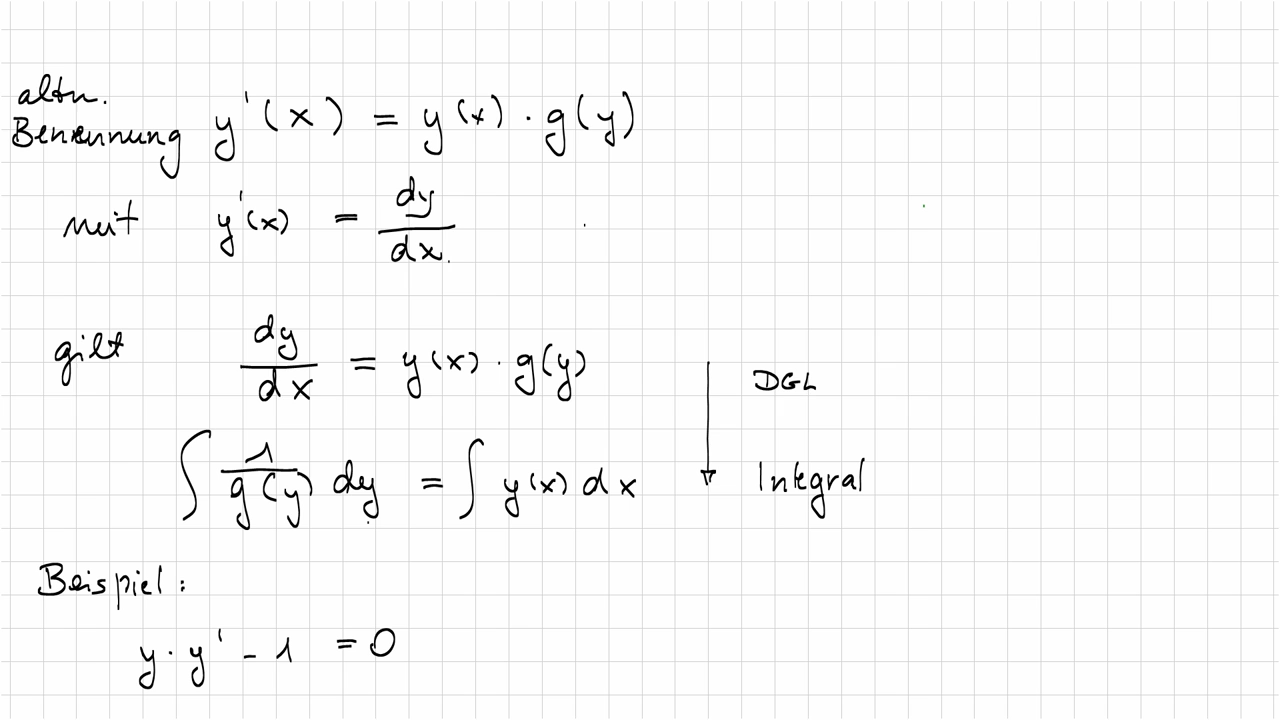 altn.
Benennung y'(x) = y(x) · g(y)
mit y'(x) = dy/dx
gilt dy/dx = y(x) · g(y)
DGL
∫ 1/g(y) dy = ∫ y(x) dx
Integral
Beispiel:
y · y' - 1 = 0